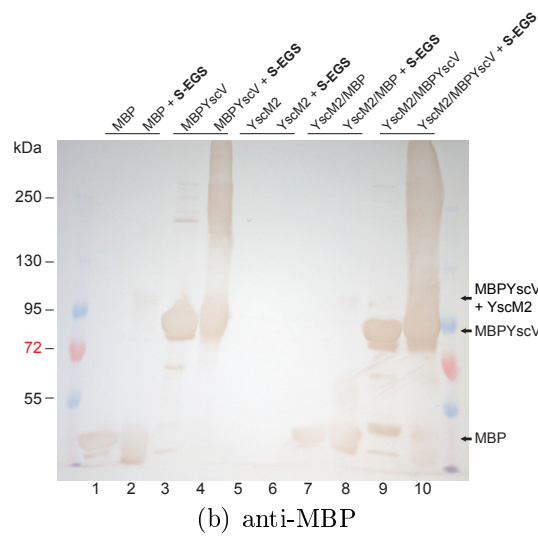 MBP
MBP + S-EGS
MBPYscV
MBPYscV + S-EGS
YscM2
YscM2 + S-EGS
YscM2/MBP
YscM2/MBP + S-EGS
YscM2/MBPYscV
YscM2/MBPYscV + S-EGS
kDa
250
130
95
72
55
MBPYscV
+ YscM2
MBPYscV
MBP
1 2 3 4 5 6 7 8 9 10
(b) anti-MBP